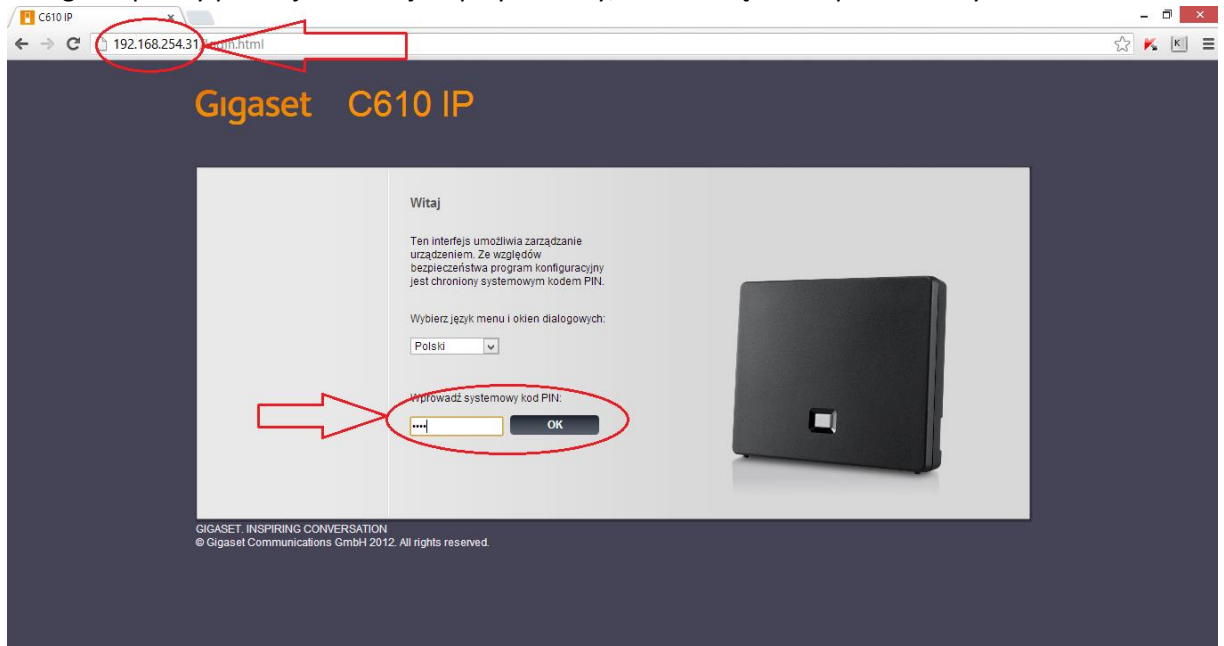 C610 IP
192.168.254.31/login.html
Gigaset C610 IP
Witaj
Ten interfejs umożliwia zarządzanie
urządzeniem. Ze względów
bezpieczeństwa program konfiguracyjny
jest chroniony systemowym kodem PIN.
Wybierz język menu i okien dialogowych:
Polski
Wprowadź systemowy kod PIN:
••••
OK
GIGASET. INSPIRING CONVERSATION
© Gigaset Communications GmbH 2012. All rights reserved.